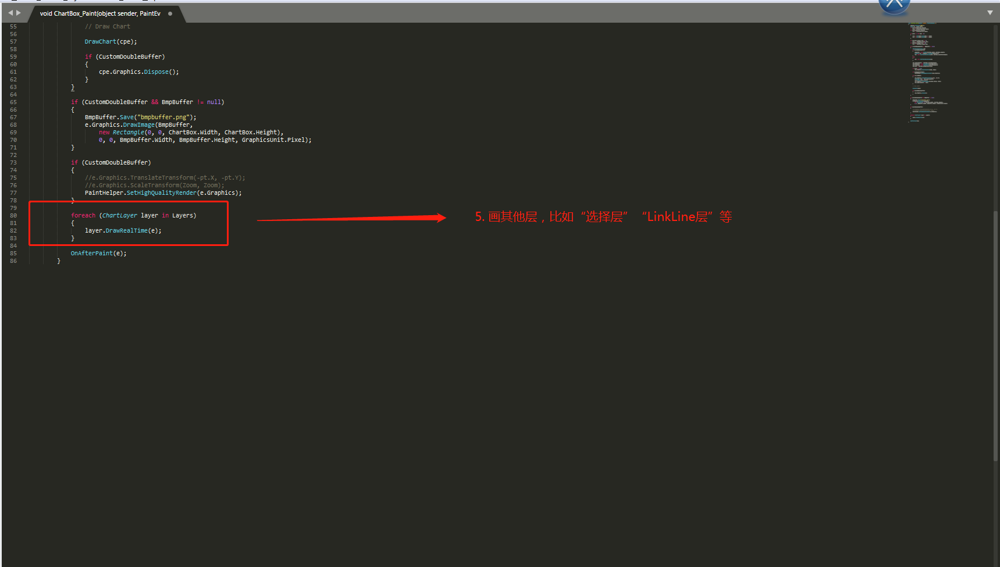 void ChartBox_Paint(object sender, PaintEv
55 // Draw Chart
56
57 DrawChart(cpe);
58
59 if (CustomDoubleBuffer)
60 {
61 cpe.Graphics.Dispose();
62 }
63 }
64
65 if (CustomDoubleBuffer && BmpBuffer != null)
66 {
67 BmpBuffer.Save("bmpbuffer.png");
68 e.Graphics.DrawImage(BmpBuffer,
69 new Rectangle(0, 0, ChartBox.Width, ChartBox.Height),
70 0, 0, BmpBuffer.Width, BmpBuffer.Height, GraphicsUnit.Pixel);
71 }
72
73 if (CustomDoubleBuffer)
74 {
75 //e.Graphics.TranslateTransform(-pt.X, -pt.Y);
76 //e.Graphics.ScaleTransform(Zoom, Zoom);
77 PaintHelper.SetHighQualityRender(e.Graphics);
78 }
79
80 foreach (ChartLayer layer in Layers)
81 {
82 layer.DrawRealTime(e);
83 }
84
85 OnAfterPaint(e);
86 }
5. 画其他层，比如“选择层” “LinkLine层”等